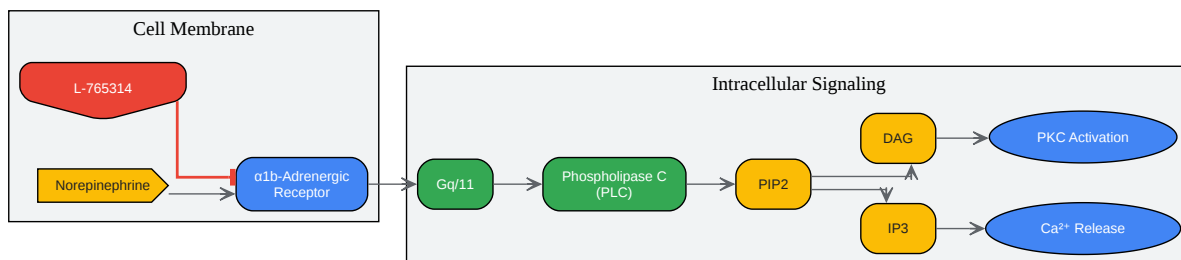 Cell Membrane
L-765314
Norepinephrine
α1b-Adrenergic
Receptor
Intracellular Signaling
Gq/11
Phospholipase C
(PLC)
PIP2
DAG
PKC Activation
IP3
Ca²⁺ Release